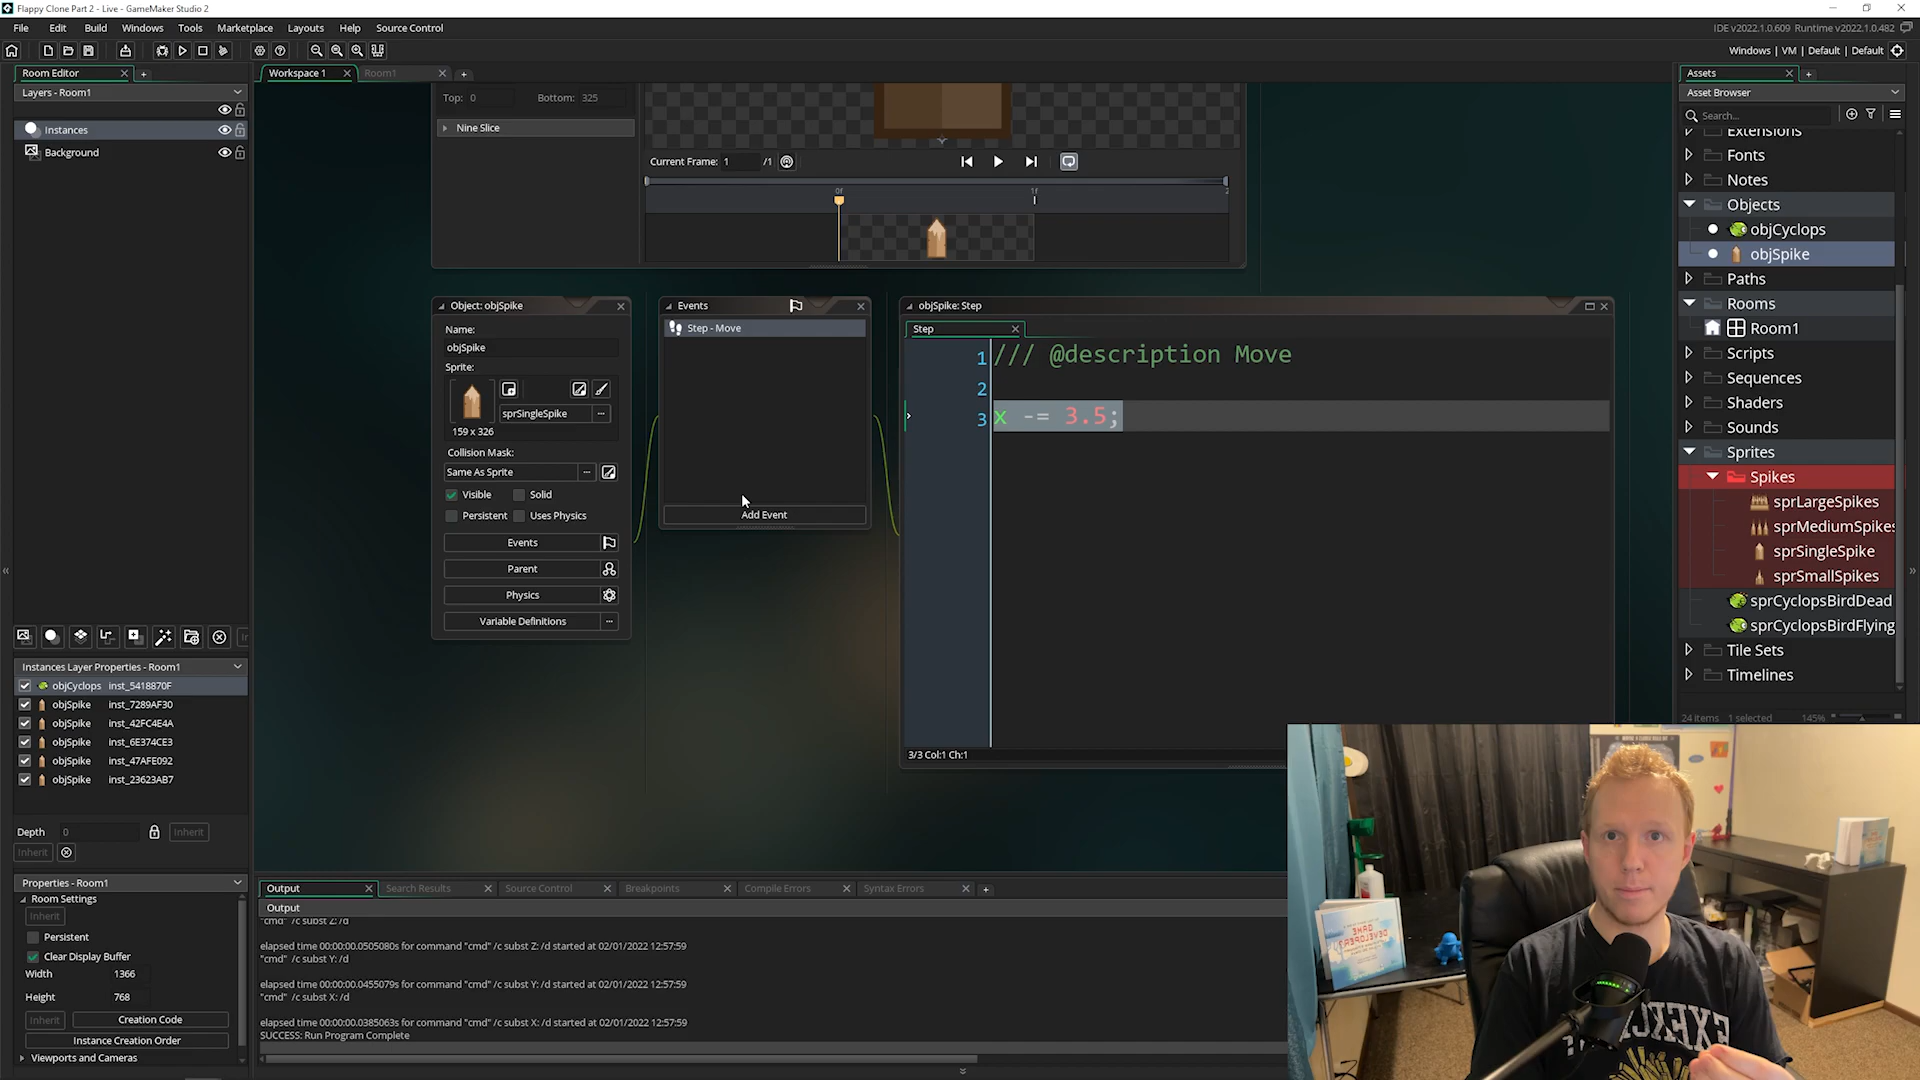 Flappy Clone Part 2 - Live - GameMaker Studio 2
File Edit Build Windows Tools Marketplace Layouts Help Source Control
IDE v2022.1.0.609 Runtime v2022.1.0.482
Windows | VM | Default | Default
Room Editor
Layers - Room1
Instances
Background
Workspace 1
Room1
Top: 0 Bottom: 325
Nine Slice
Current Frame: 1 /1
0f
1f
Object: objSpike
Name:
objSpike
Sprite:
sprSingleSpike
159 x 326
Collision Mask:
Same As Sprite
Visible Solid
Persistent Uses Physics
Events
Parent
Physics
Variable Definitions
Events
Step - Move
Add Event
objSpike: Step
Step
1 /// @description Move
2
3 x -= 3.5;
3/3 Col:1 Ch:1
Assets
Asset Browser
Search...
Extensions
Fonts
Notes
Objects
objCyclops
objSpike
Paths
Rooms
Room1
Scripts
Sequences
Shaders
Sounds
Sprites
Spikes
sprLargeSpikes
sprMediumSpikes
sprSingleSpike
sprSmallSpikes
sprCyclopsBirdDead
sprCyclopsBirdFlying
Tile Sets
Timelines
24 items 1 selected 145%
Instances Layer Properties - Room1
objCyclops inst_5418870F
objSpike inst_7289AF30
objSpike inst_42FC4E4A
objSpike inst_6E374CE3
objSpike inst_47AFE092
objSpike inst_23623AB7
Depth 0 Inherit
Inherit
Properties - Room1
Room Settings
Inherit
Persistent
Clear Display Buffer
Width 1366
Height 768
Inherit Creation Code
Instance Creation Order
Viewports and Cameras
Output Search Results Source Control Breakpoints Compile Errors Syntax Errors
Output
"cmd" /c subst Z: /d
elapsed time 00:00:00.0505080s for command "cmd" /c subst Z: /d started at 02/01/2022 12:57:59
"cmd" /c subst Y: /d
elapsed time 00:00:00.0455079s for command "cmd" /c subst Y: /d started at 02/01/2022 12:57:59
"cmd" /c subst X: /d
elapsed time 00:00:00.0385063s for command "cmd" /c subst X: /d started at 02/01/2022 12:57:59
SUCCESS: Run Program Complete
GAME
DEVELOPER